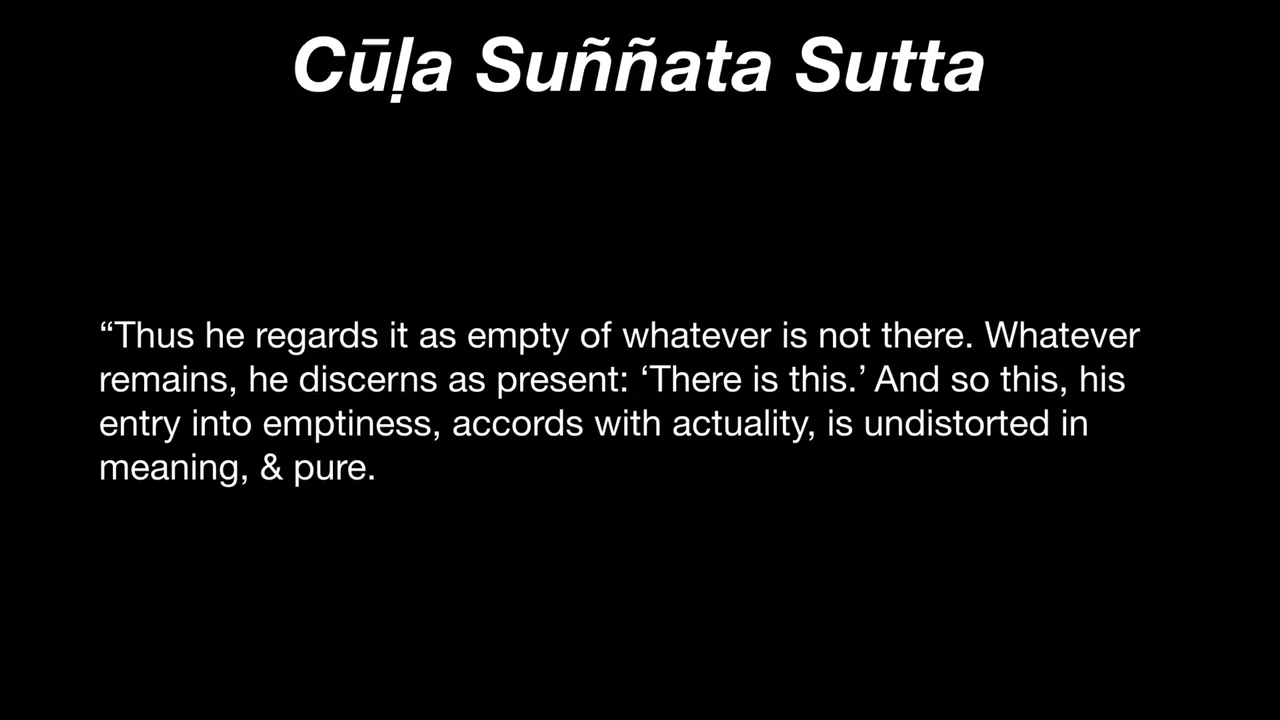 Cūḷa Suññata Sutta
“Thus he regards it as empty of whatever is not there. Whatever
remains, he discerns as present: ‘There is this.’ And so this, his
entry into emptiness, accords with actuality, is undistorted in
meaning, & pure.